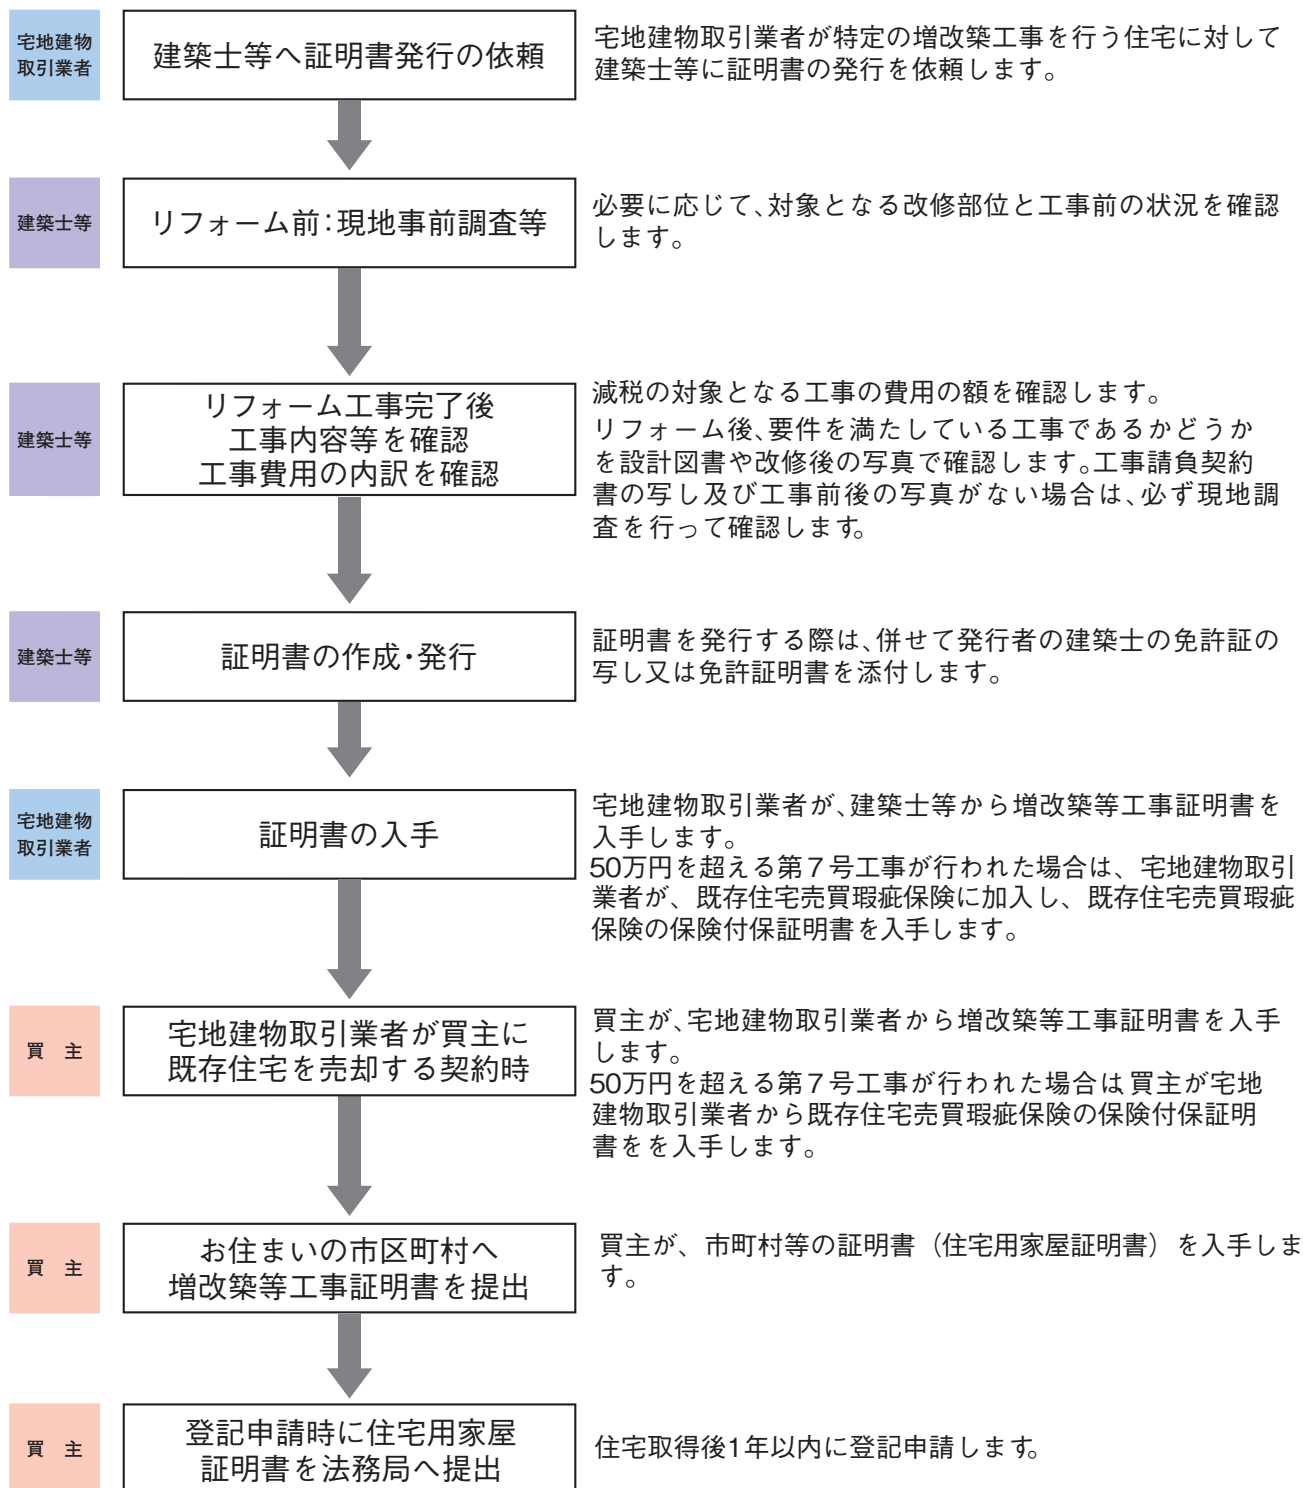 宅地建物
取引業者
建築士等へ証明書発行の依頼
宅地建物取引業者が特定の増改築工事を行う住宅に対して
建築士等に証明書の発行を依頼します。
建築士等
リフォーム前：現地事前調査等
必要に応じて、対象となる改修部位と工事前の状況を確認
します。
建築士等
リフォーム工事完了後
工事内容等を確認
工事費用の内訳を確認
減税の対象となる工事の費用の額を確認します。
リフォーム後、要件を満たしている工事であるかどうか
を設計図書や改修後の写真で確認します。工事請負契約
書の写し及び工事前後の写真がない場合は、必ず現地調
査を行って確認します。
建築士等
証明書の作成・発行
証明書を発行する際は、併せて発行者の建築士の免許証の
写し又は免許証明書を添付します。
宅地建物
取引業者
証明書の入手
宅地建物取引業者が、建築士等から増改築等工事証明書を
入手します。
50万円を超える第７号工事が行われた場合は、宅地建物取引
業者が、既存住宅売買瑕疵保険に加入し、既存住宅売買瑕疵
保険の保険付保証明書を入手します。
買　主
宅地建物取引業者が買主に
既存住宅を売却する契約時
買主が、宅地建物取引業者から増改築等工事証明書を入手
します。
50万円を超える第７号工事が行われた場合は買主が宅地
建物取引業者から既存住宅売買瑕疵保険の保険付保証明
書をを入手します。
買　主
お住まいの市区町村へ
増改築等工事証明書を提出
買主が、市町村等の証明書（住宅用家屋証明書）を入手しま
す。
買　主
登記申請時に住宅用家屋
証明書を法務局へ提出
住宅取得後1年以内に登記申請します。